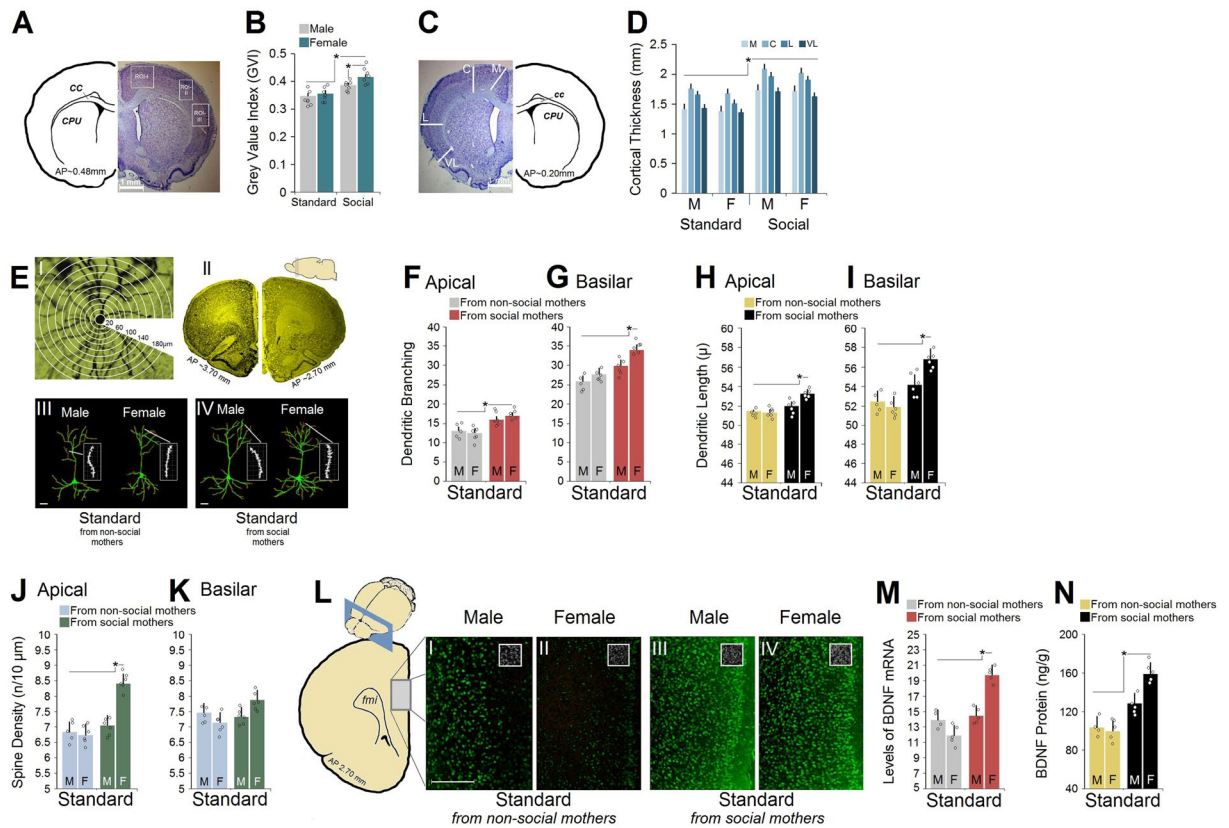 A
CC
CPU
AP~0.48mm
ROI-I
ROI-
II
ROI-
III
1 mm
B
Male
Female
Grey Value Index (GVI)
0.5
0.4
0.3
0.2
0.1
0
*
*
Standard
Social
C
C
M
L
VL
cc
CPU
AP~0.20mm
D
M
C
L
VL
Cortical Thickness (mm)
2.5
2
1.5
1
0.5
0
*
M
F
M
F
Standard
Social
E
I
20
60
100
140
180µm
II
AP ~3.70 mm
AP ~2.70 mm
III
Male
Female
IV
Male
Female
Standard
from non-social
mothers
Standard
from social
mothers
F Apical
G Basilar
From non-social mothers
From social mothers
Dendritic Branching
40
35
30
25
20
15
10
5
0
*
M
F
M
F
Standard
40
35
30
25
20
15
10
5
0
*
M
F
M
F
Standard
H Apical
I Basilar
From non-social mothers
From social mothers
Dendritic Length (µ)
60
58
56
54
52
50
48
46
44
*
M
F
M
F
Standard
60
58
56
54
52
50
48
46
44
*
M
F
M
F
Standard
J Apical
K Basilar
From non-social mothers
From social mothers
Spine Density (n/10 µm)
10
9.5
9
8.5
8
7.5
7
6.5
6
5.5
5
*
M
F
M
F
Standard
10
9.5
9
8.5
8
7.5
7
6.5
6
5.5
5
M
F
M
F
Standard
L
fmi
AP 2.70 mm
Male
Female
Male
Female
I
II
III
IV
Standard
from non-social mothers
Standard
from social mothers
M
From non-social mothers
From social mothers
Levels of BDNF mRNA
25
23
21
19
17
15
13
11
9
7
5
*
M
F
M
F
Standard
N
From non-social mothers
From social mothers
BDNF Protein (ng/g)
200
160
120
80
40
*
M
F
M
F
Standard